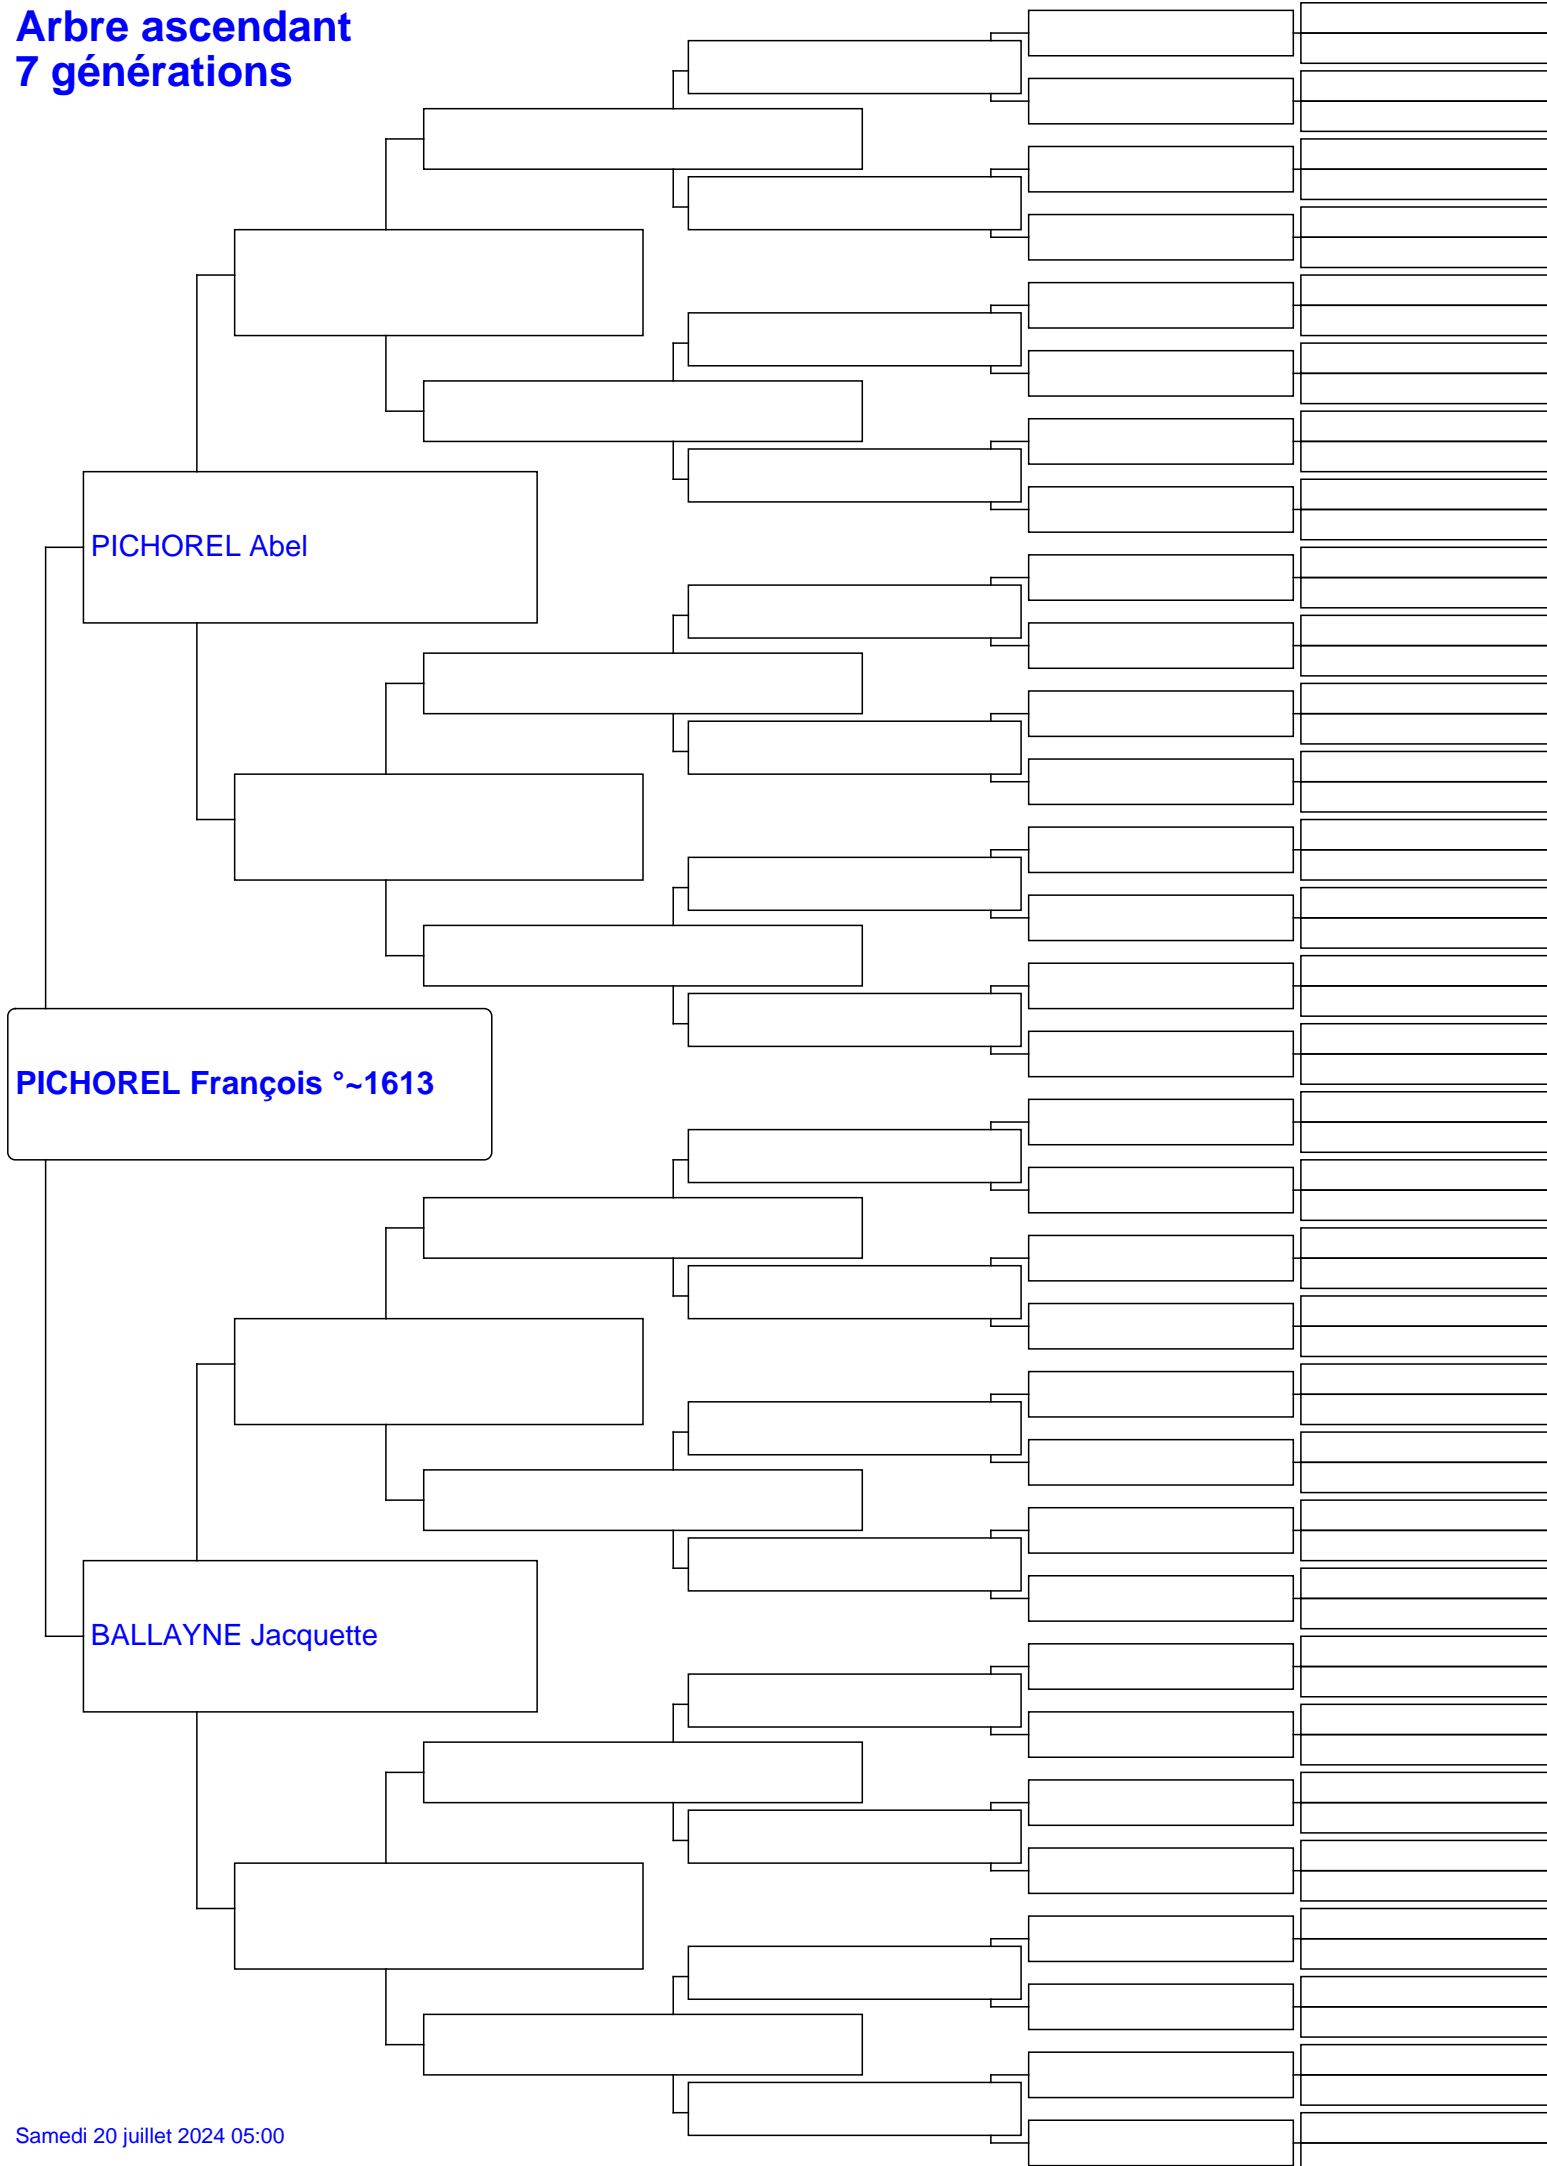 Arbre ascendant
7 générations
PICHOREL Abel
PICHOREL François °~1613
BALLAYNE Jacquette
Samedi 20 juillet 2024 05:00